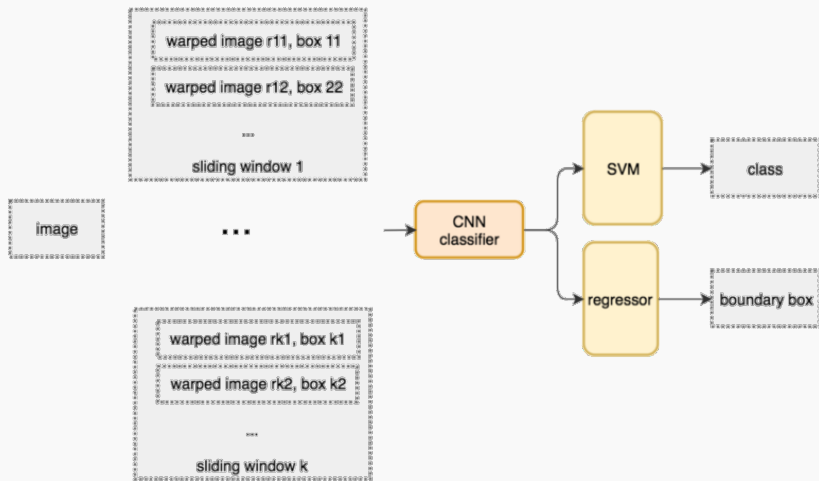 warped image r11, box 11
warped image r12, box 22
...
sliding window 1
image
...
CNN
classifier
SVM
class
regressor
boundary box
warped image rk1, box k1
warped image rk2, box k2
...
sliding window k